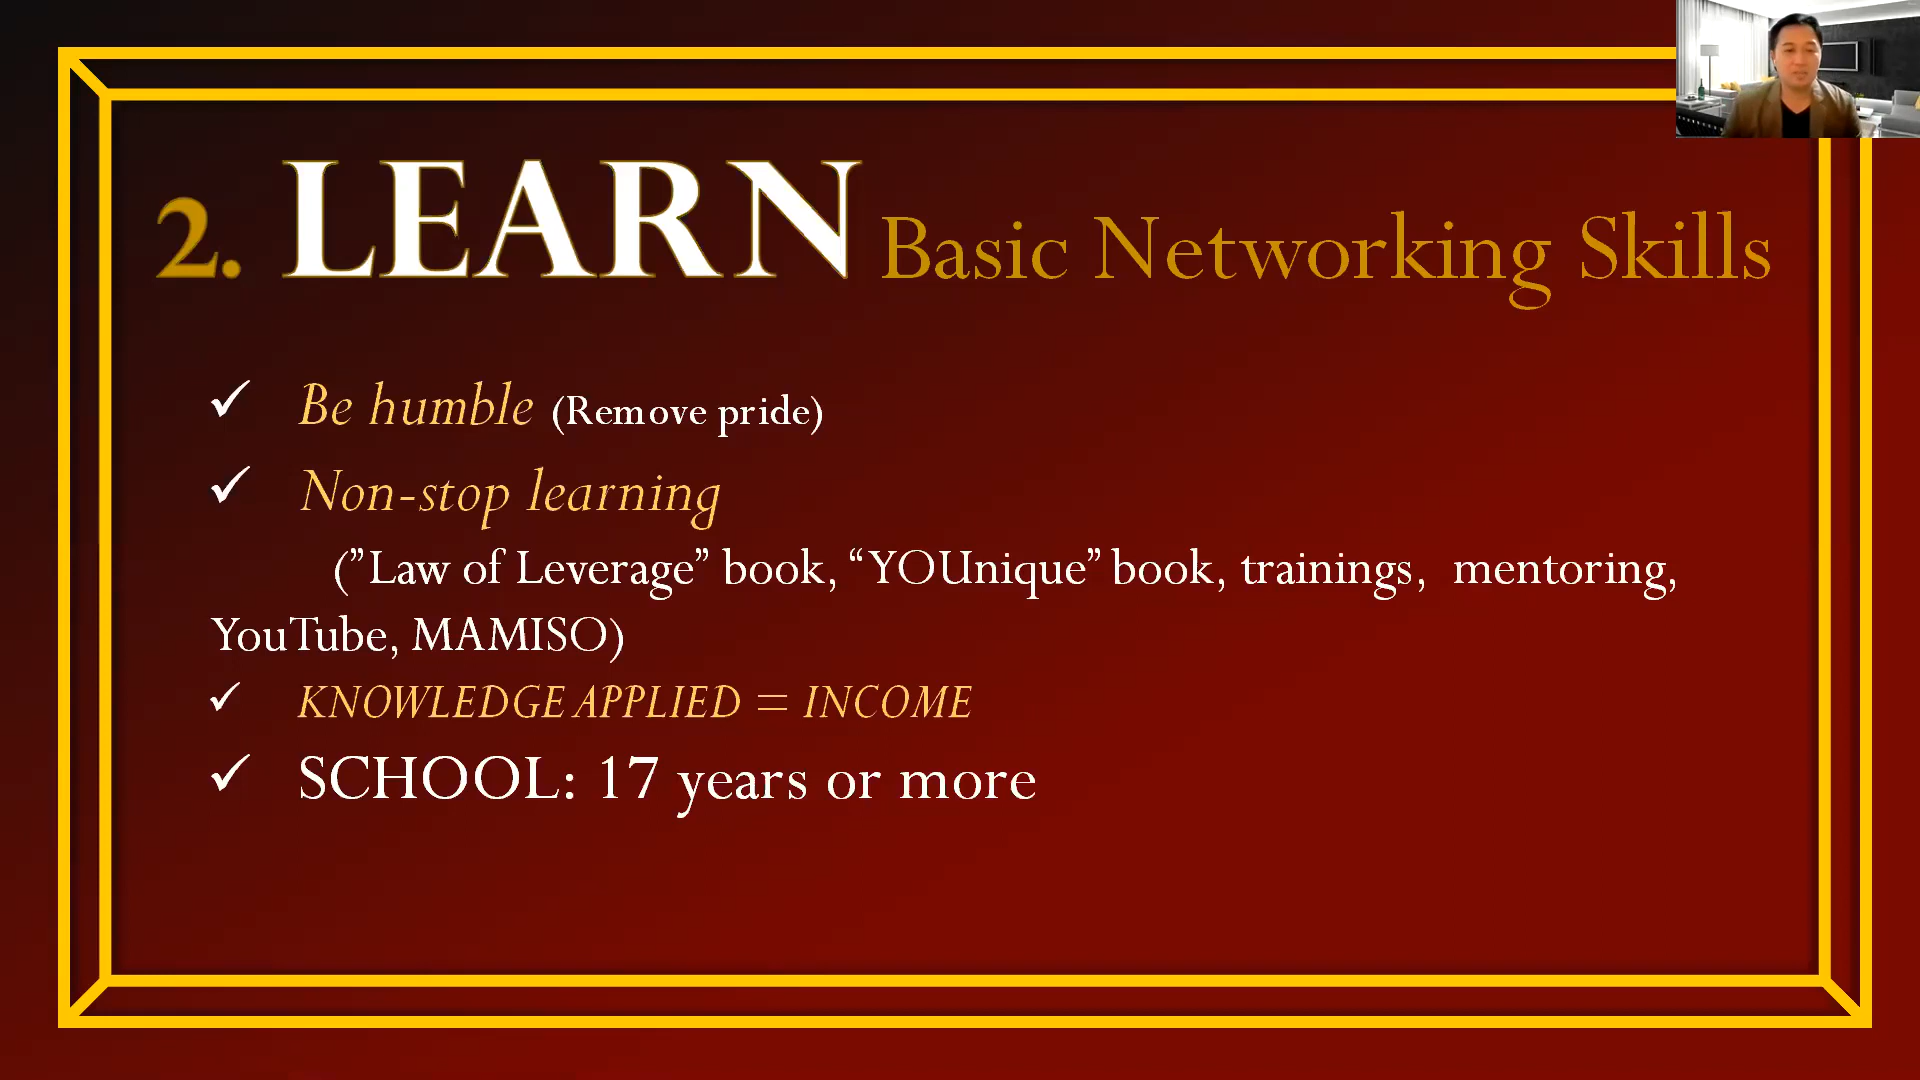 2. LEARN Basic Networking Skills
✓ Be humble (Remove pride)
✓ Non-stop learning
(”Law of Leverage” book, “YOUnique” book, trainings, mentoring,
YouTube, MAMISO)
✓ KNOWLEDGE APPLIED = INCOME
✓ SCHOOL: 17 years or more